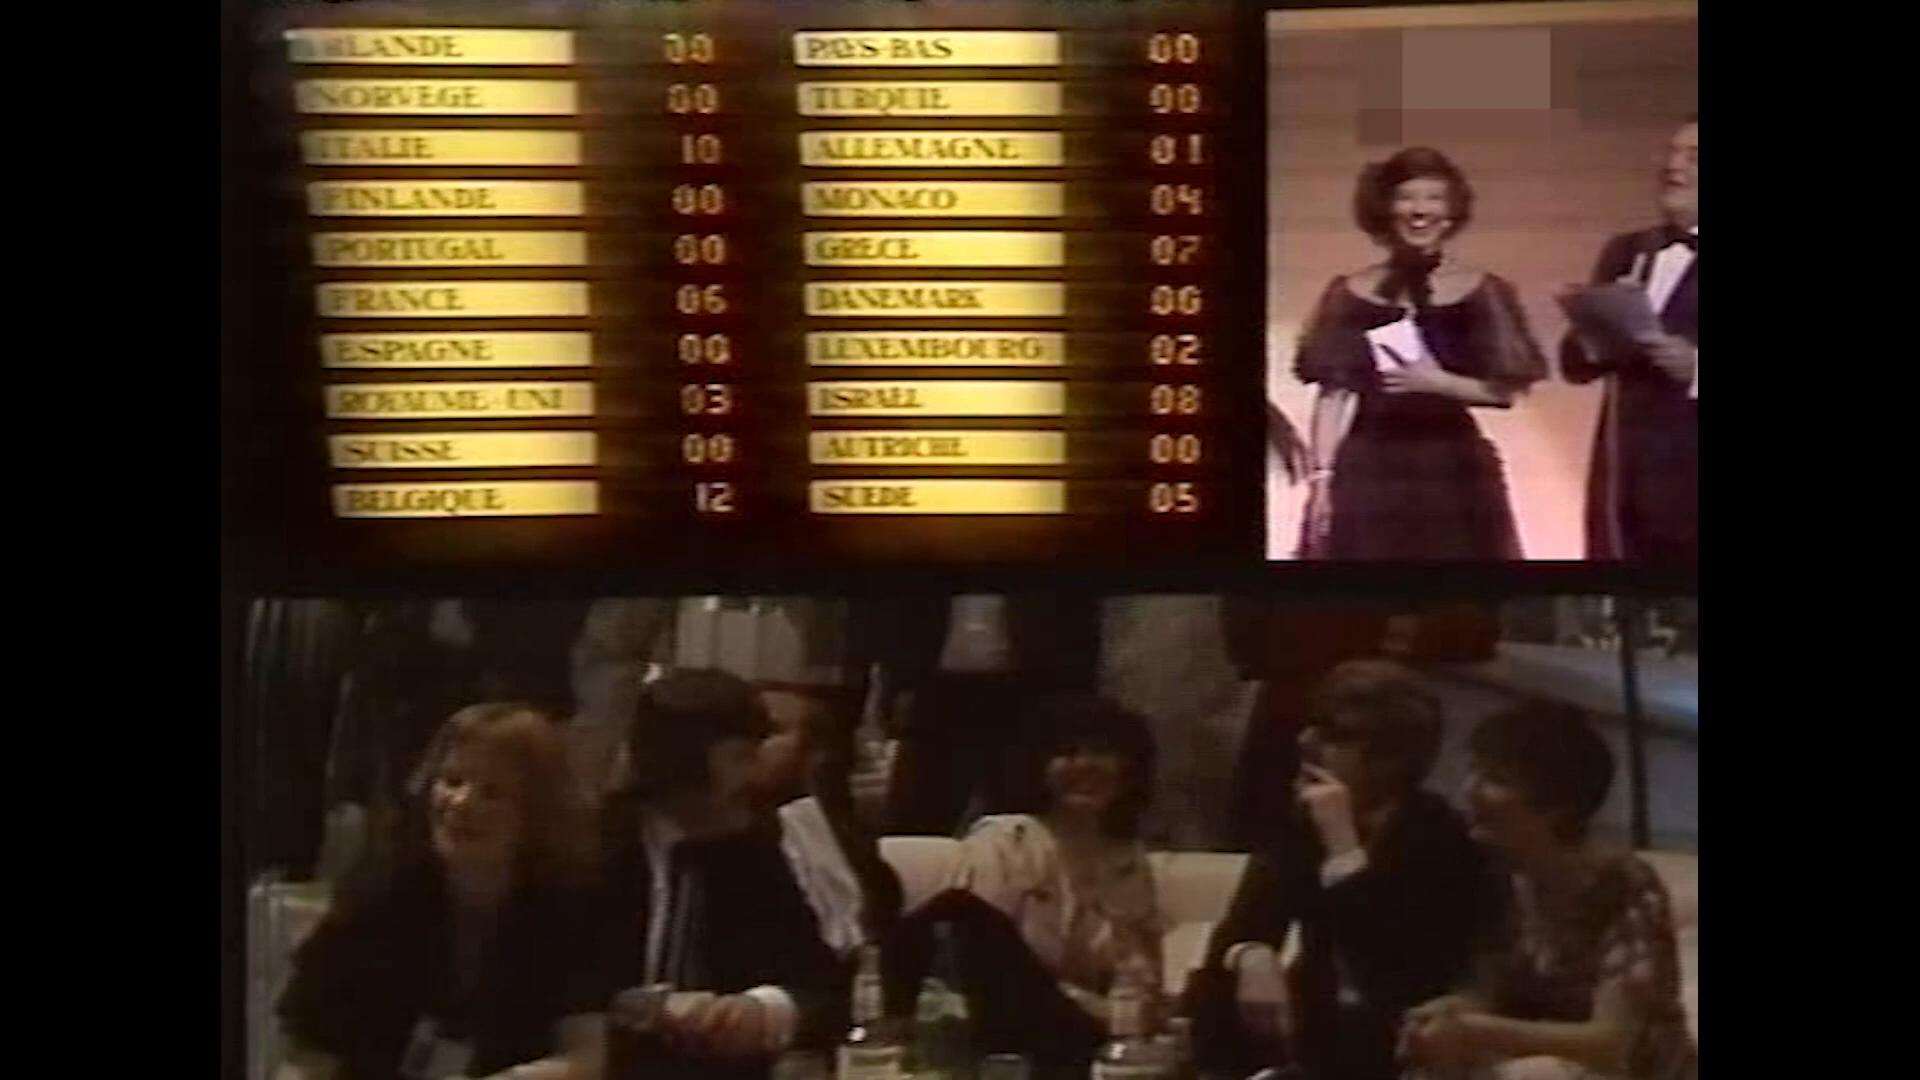 IRLANDE 00 PAYS-BAS 00
NORVEGE 00 TURQUIE 00
ITALIE 10 ALLEMAGNE 01
FINLANDE 00 MONACO 04
PORTUGAL 00 GRECE 07
FRANCE 06 DANEMARK 00
ESPAGNE 00 LUXEMBOURG 02
ROYAUME-UNI 03 ISRAËL 08
SUISSE 00 AUTRICHE 00
BELGIQUE 12 SUEDE 05